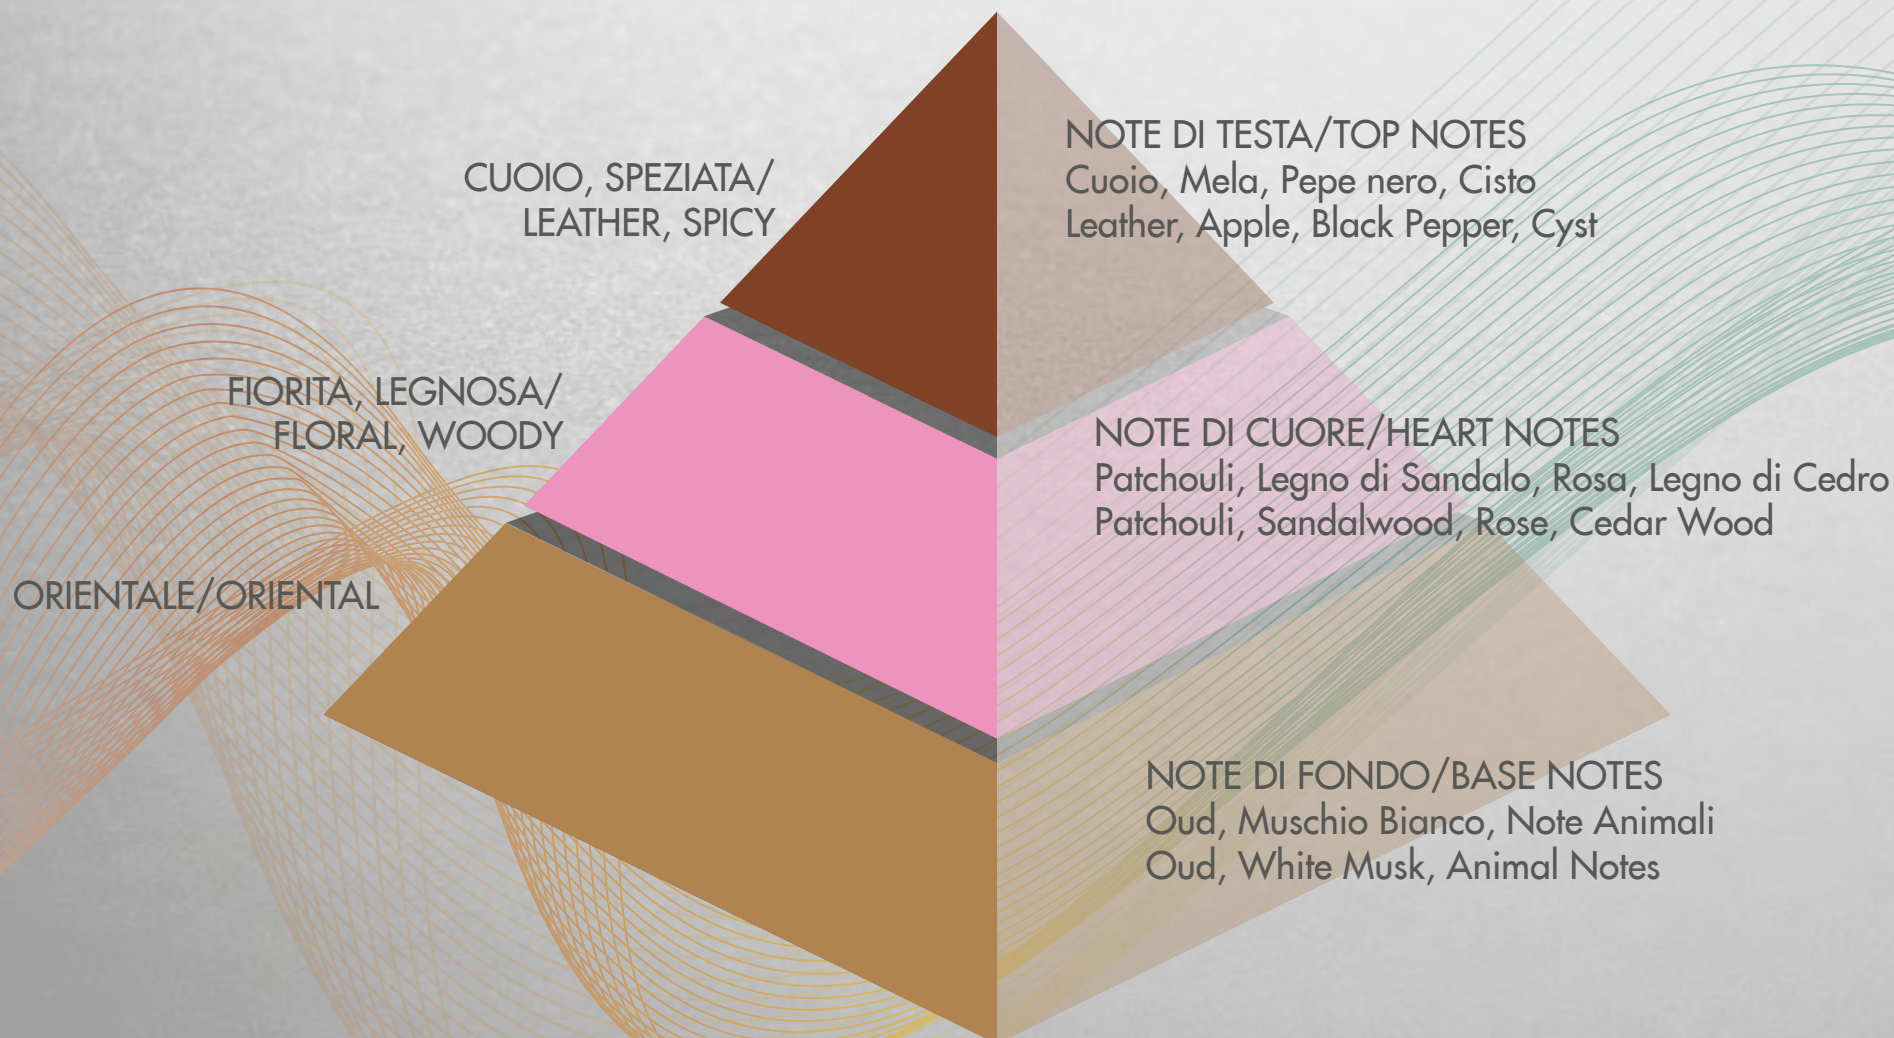 CUOIO, SPEZIATA/
LEATHER, SPICY
NOTE DI TESTA/TOP NOTES
Cuoio, Mela, Pepe nero, Cisto
Leather, Apple, Black Pepper, Cyst
FIORITA, LEGNOSA/
FLORAL, WOODY
NOTE DI CUORE/HEART NOTES
Patchouli, Legno di Sandalo, Rosa, Legno di Cedro
Patchouli, Sandalwood, Rose, Cedar Wood
ORIENTALE/ORIENTAL
NOTE DI FONDO/BASE NOTES
Oud, Muschio Bianco, Note Animali
Oud, White Musk, Animal Notes